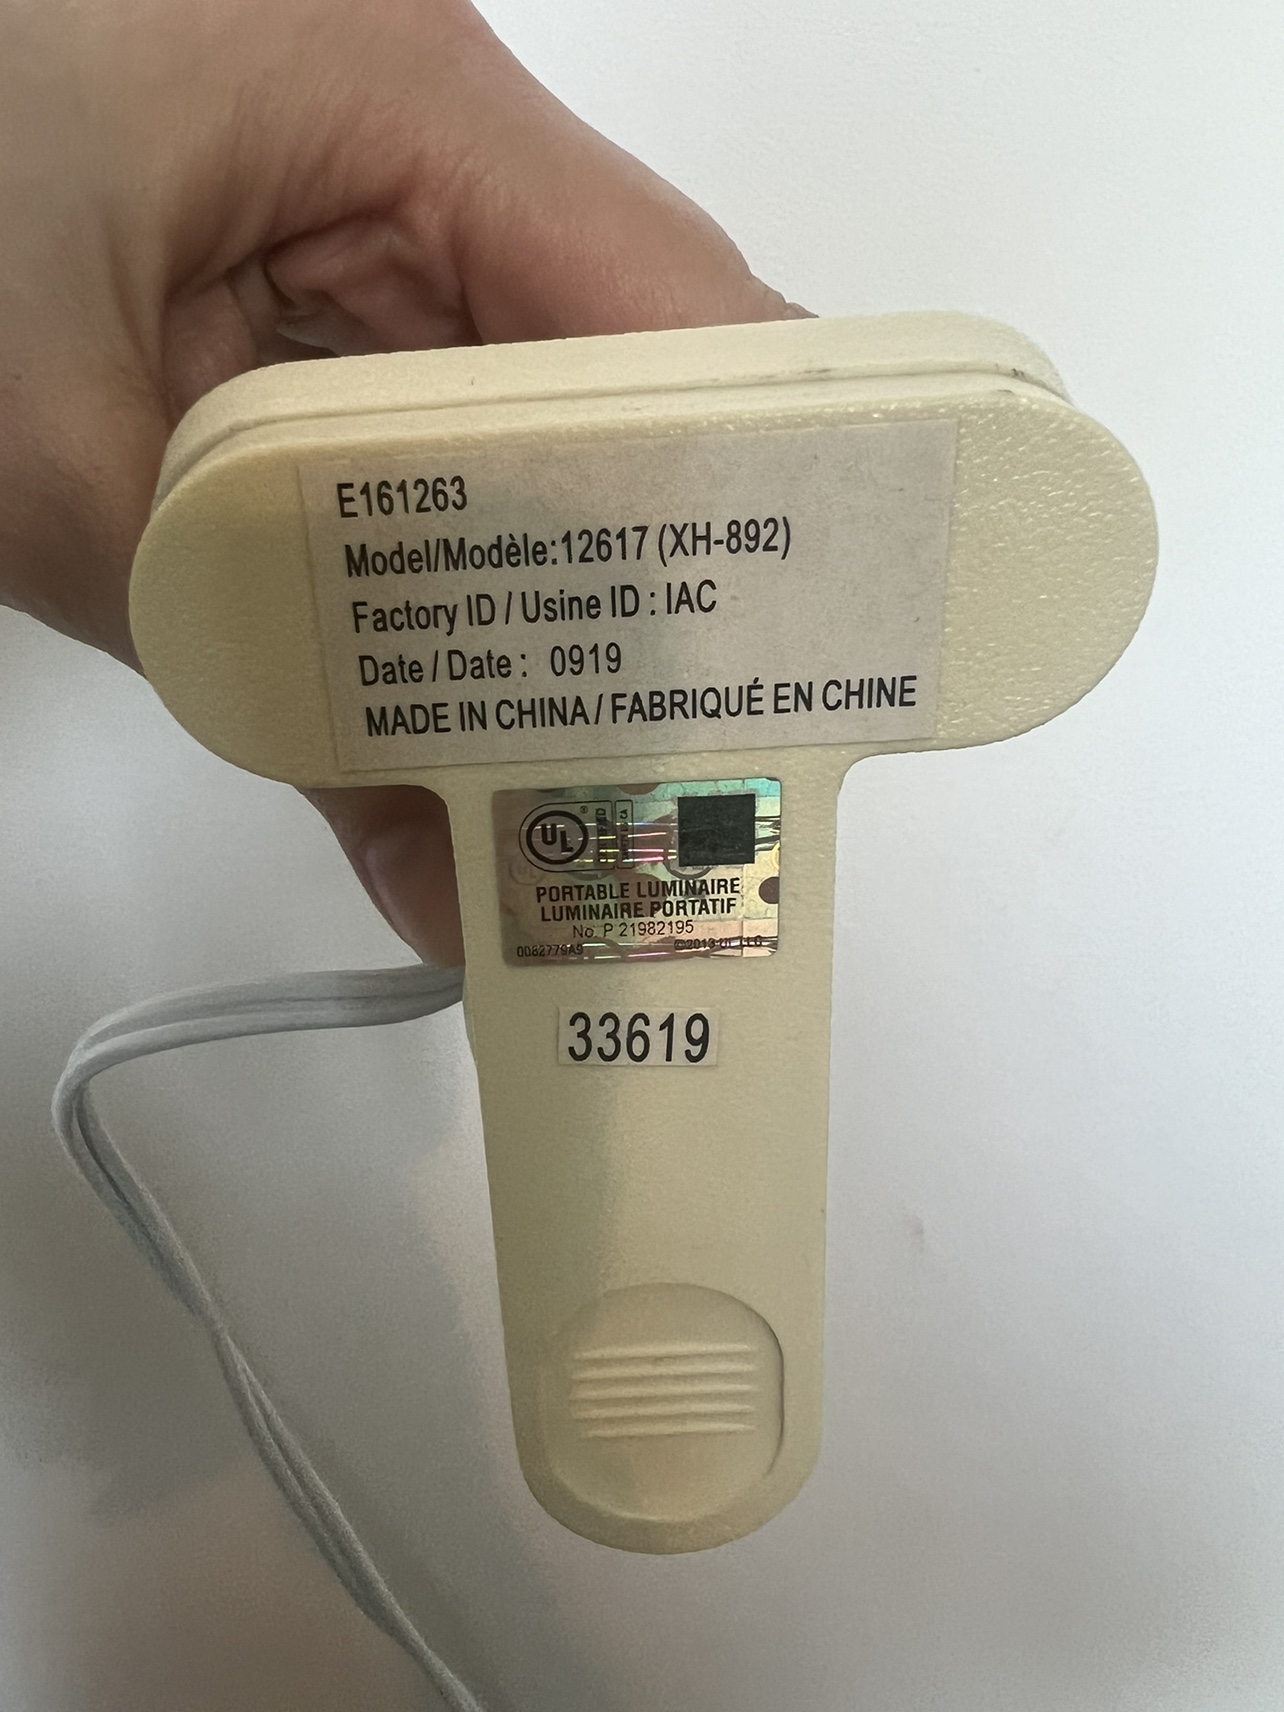 E161263
Model/Modèle:12617 (XH-892)
Factory ID / Usine ID : IAC
Date / Date : 0919
MADE IN CHINA / FABRIQUÉ EN CHINE
UL ®
PORTABLE LUMINAIRE
LUMINAIRE PORTATIF
No. P 21982195
33619